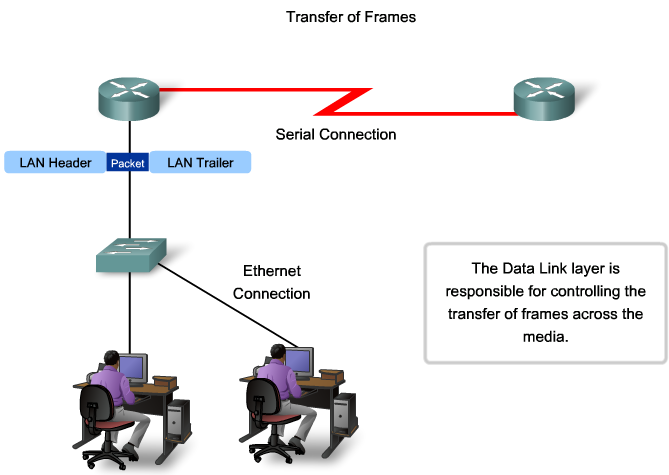 Transfer of Frames
Serial Connection
LAN Header Packet LAN Trailer
Ethernet
Connection
The Data Link layer is
responsible for controlling the
transfer of frames across the
media.